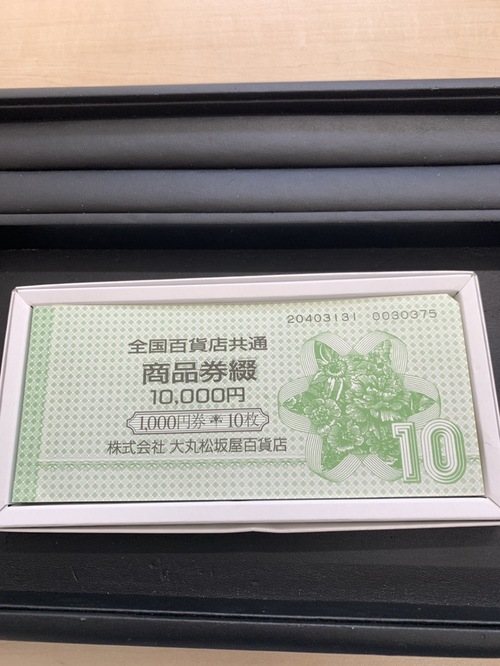 20403131 0030375
全国百貨店共通
商品券綴
10,000円
1,000円券＊10枚
株式会社 大丸松坂屋百貨店
10